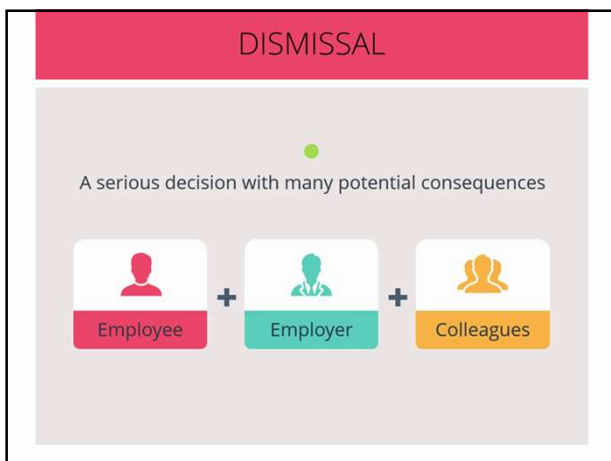 DISMISSAL
A serious decision with many potential consequences
Employee + Employer + Colleagues